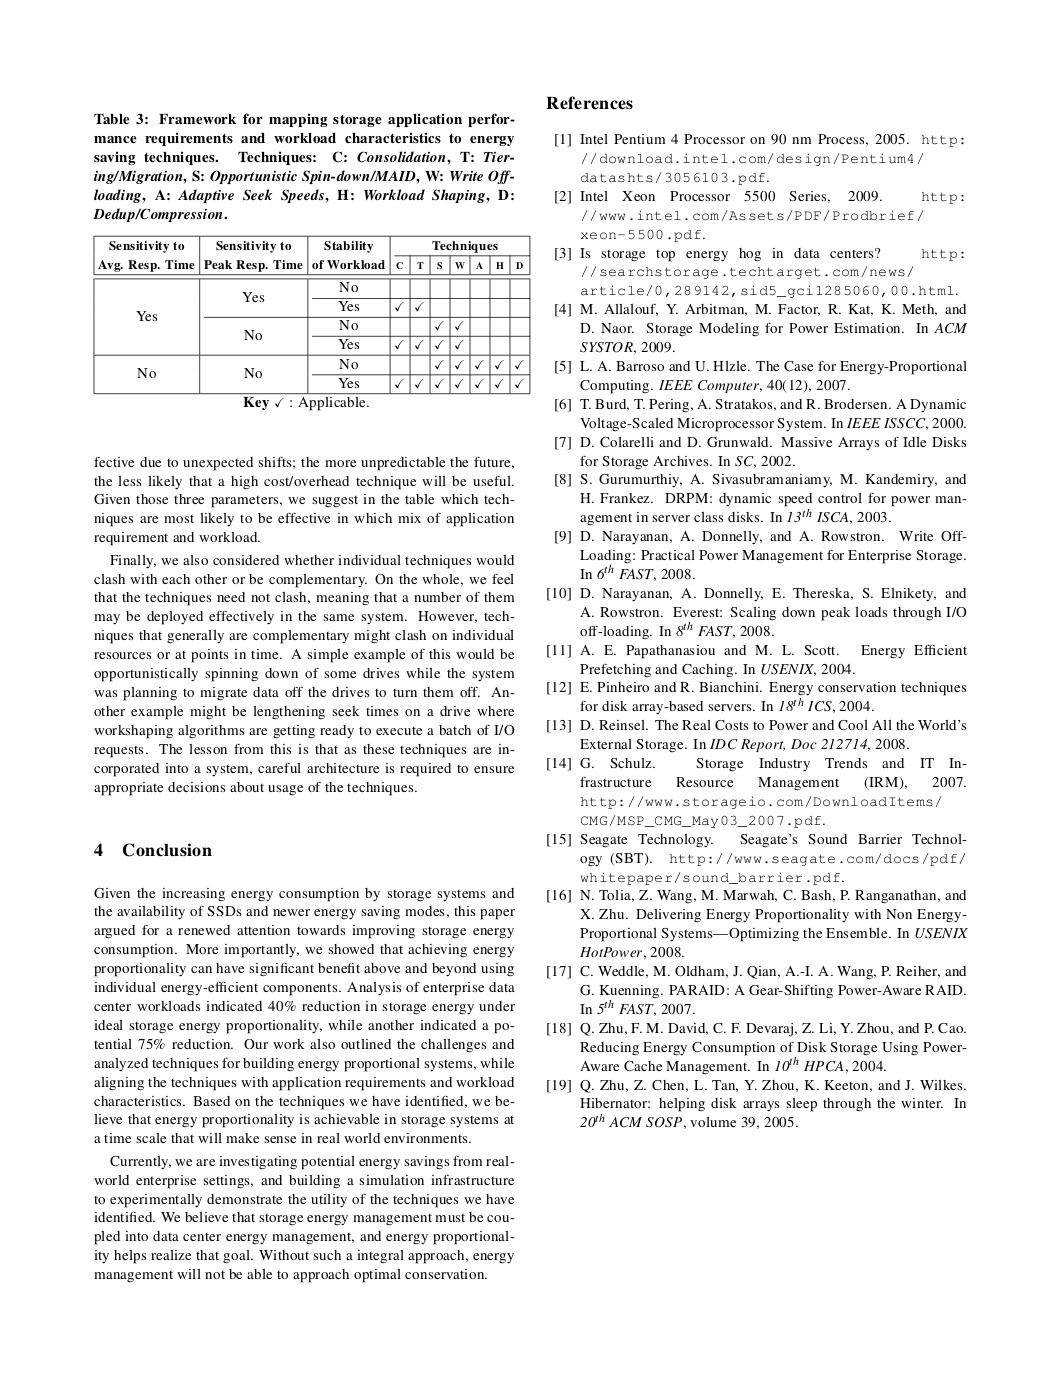 Table 3: Framework for mapping storage application perfor-
mance requirements and workload characteristics to energy
saving techniques. Techniques: C: Consolidation, T: Tier-
ing/Migration, S: Opportunistic Spin-down/MAID, W: Write Off-
loading, A: Adaptive Seek Speeds, H: Workload Shaping, D:
Dedup/Compression.
Sensitivity to Sensitivity to Stability Techniques
Avg. Resp. Time Peak Resp. Time of Workload C T S W A H D
Yes Yes No
Yes ✓ ✓
No No ✓ ✓
Yes ✓ ✓ ✓ ✓
No No No ✓ ✓ ✓ ✓ ✓
Yes ✓ ✓ ✓ ✓ ✓ ✓ ✓
Key ✓ : Applicable.
fective due to unexpected shifts; the more unpredictable the future,
the less likely that a high cost/overhead technique will be useful.
Given those three parameters, we suggest in the table which tech-
niques are most likely to be effective in which mix of application
requirement and workload.
Finally, we also considered whether individual techniques would
clash with each other or be complementary. On the whole, we feel
that the techniques need not clash, meaning that a number of them
may be deployed effectively in the same system. However, tech-
niques that generally are complementary might clash on individual
resources or at points in time. A simple example of this would be
opportunistically spinning down of some drives while the system
was planning to migrate data off the drives to turn them off. An-
other example might be lengthening seek times on a drive where
workshaping algorithms are getting ready to execute a batch of I/O
requests. The lesson from this is that as these techniques are in-
corporated into a system, careful architecture is required to ensure
appropriate decisions about usage of the techniques.
4 Conclusion
Given the increasing energy consumption by storage systems and
the availability of SSDs and newer energy saving modes, this paper
argued for a renewed attention towards improving storage energy
consumption. More importantly, we showed that achieving energy
proportionality can have significant benefit above and beyond using
individual energy-efficient components. Analysis of enterprise data
center workloads indicated 40% reduction in storage energy under
ideal storage energy proportionality, while another indicated a po-
tential 75% reduction. Our work also outlined the challenges and
analyzed techniques for building energy proportional systems, while
aligning the techniques with application requirements and workload
characteristics. Based on the techniques we have identified, we be-
lieve that energy proportionality is achievable in storage systems at
a time scale that will make sense in real world environments.
Currently, we are investigating potential energy savings from real-
world enterprise settings, and building a simulation infrastructure
to experimentally demonstrate the utility of the techniques we have
identified. We believe that storage energy management must be cou-
pled into data center energy management, and energy proportional-
ity helps realize that goal. Without such a integral approach, energy
management will not be able to approach optimal conservation.
References
[1] Intel Pentium 4 Processor on 90 nm Process, 2005. http:
//download.intel.com/design/Pentium4/
datashts/3056103.pdf.
[2] Intel Xeon Processor 5500 Series, 2009. http:
//www.intel.com/Assets/PDF/Prodbrief/
xeon-5500.pdf.
[3] Is storage top energy hog in data centers? http:
//searchstorage.techtarget.com/news/
article/0,289142,sid5_gci1285060,00.html.
[4] M. Allalouf, Y. Arbitman, M. Factor, R. Kat, K. Meth, and
D. Naor. Storage Modeling for Power Estimation. In ACM
SYSTOR, 2009.
[5] L. A. Barroso and U. Hlzle. The Case for Energy-Proportional
Computing. IEEE Computer, 40(12), 2007.
[6] T. Burd, T. Pering, A. Stratakos, and R. Brodersen. A Dynamic
Voltage-Scaled Microprocessor System. In IEEE ISSCC, 2000.
[7] D. Colarelli and D. Grunwald. Massive Arrays of Idle Disks
for Storage Archives. In SC, 2002.
[8] S. Gurumurthiy, A. Sivasubramaniamy, M. Kandemiry, and
H. Frankez. DRPM: dynamic speed control for power man-
agement in server class disks. In 13th ISCA, 2003.
[9] D. Narayanan, A. Donnelly, and A. Rowstron. Write Off-
Loading: Practical Power Management for Enterprise Storage.
In 6th FAST, 2008.
[10] D. Narayanan, A. Donnelly, E. Thereska, S. Elnikety, and
A. Rowstron. Everest: Scaling down peak loads through I/O
off-loading. In 8th FAST, 2008.
[11] A. E. Papathanasiou and M. L. Scott. Energy Efficient
Prefetching and Caching. In USENIX, 2004.
[12] E. Pinheiro and R. Bianchini. Energy conservation techniques
for disk array-based servers. In 18th ICS, 2004.
[13] D. Reinsel. The Real Costs to Power and Cool All the World's
External Storage. In IDC Report, Doc 212714, 2008.
[14] G. Schulz. Storage Industry Trends and IT In-
frastructure Resource Management (IRM), 2007.
http://www.storageio.com/DownloadItems/
CMG/MSP_CMG_May03_2007.pdf.
[15] Seagate Technology. Seagate's Sound Barrier Technol-
ogy (SBT). http://www.seagate.com/docs/pdf/
whitepaper/sound_barrier.pdf.
[16] N. Tolia, Z. Wang, M. Marwah, C. Bash, P. Ranganathan, and
X. Zhu. Delivering Energy Proportionality with Non Energy-
Proportional Systems—Optimizing the Ensemble. In USENIX
HotPower, 2008.
[17] C. Weddle, M. Oldham, J. Qian, A.-I. A. Wang, P. Reiher, and
G. Kuenning. PARAID: A Gear-Shifting Power-Aware RAID.
In 5th FAST, 2007.
[18] Q. Zhu, F. M. David, C. F. Devaraj, Z. Li, Y. Zhou, and P. Cao.
Reducing Energy Consumption of Disk Storage Using Power-
Aware Cache Management. In 10th HPCA, 2004.
[19] Q. Zhu, Z. Chen, L. Tan, Y. Zhou, K. Keeton, and J. Wilkes.
Hibernator: helping disk arrays sleep through the winter. In
20th ACM SOSP, volume 39, 2005.